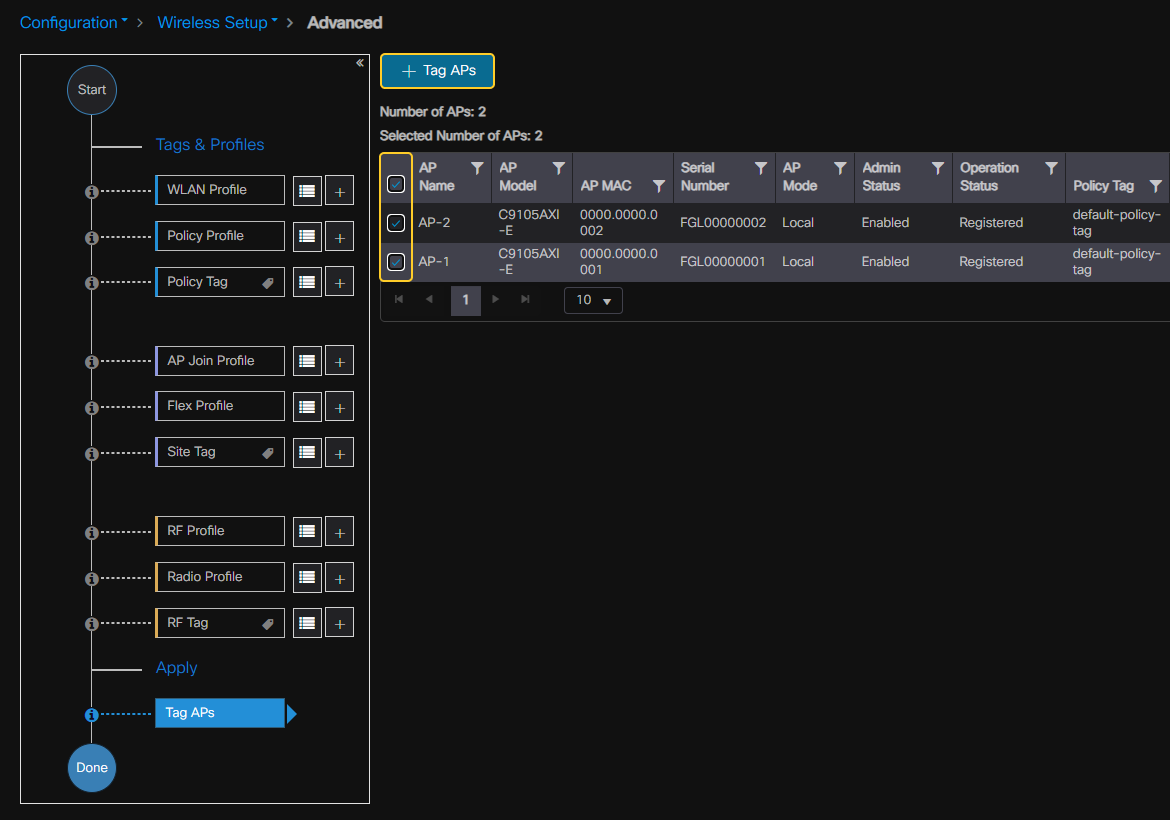 Configuration > Wireless Setup > Advanced
«
Start
Tags & Profiles
WLAN Profile +
Policy Profile +
Policy Tag +
AP Join Profile +
Flex Profile +
Site Tag +
RF Profile +
Radio Profile +
RF Tag +
Apply
Tag APs
Done
+ Tag APs
Number of APs: 2
Selected Number of APs: 2
AP Name AP Model AP MAC Serial Number AP Mode Admin Status Operation Status Policy Tag
AP-2 C9105AXI-E 0000.0000.0002 FGL00000002 Local Enabled Registered default-policy-tag
AP-1 C9105AXI-E 0000.0000.0001 FGL00000001 Local Enabled Registered default-policy-tag
1 10